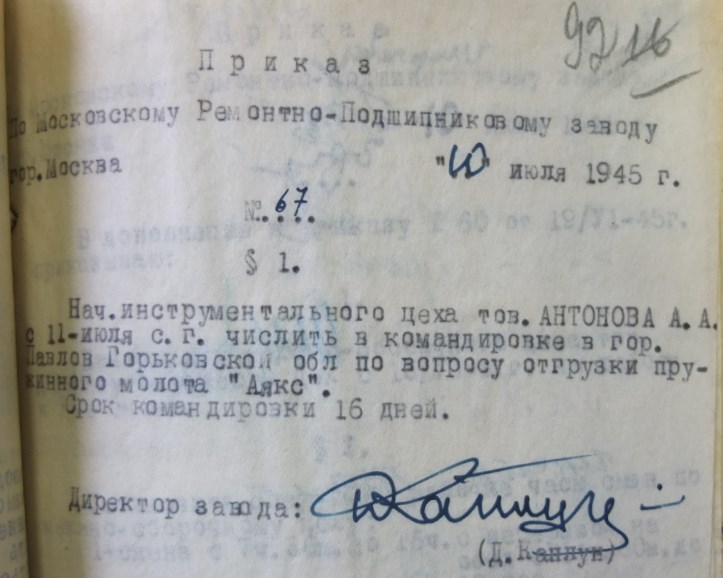 92 16
Приказ
По Московскому Ремонтно-Подшипниковому заводу
гор.Москва "10" июля 1945 г.
№.67.
§ 1.
Нач.инструментального цеха тов.АНТОНОВА А.А.
с 11-июля с.г. числить в командировке в гор.
Павлов Горьковской обл по вопросу отгрузки пру-
жинного молота "Аякс".
Срок командировки 16 дней.
Директор завода:
(Д.Каплун)